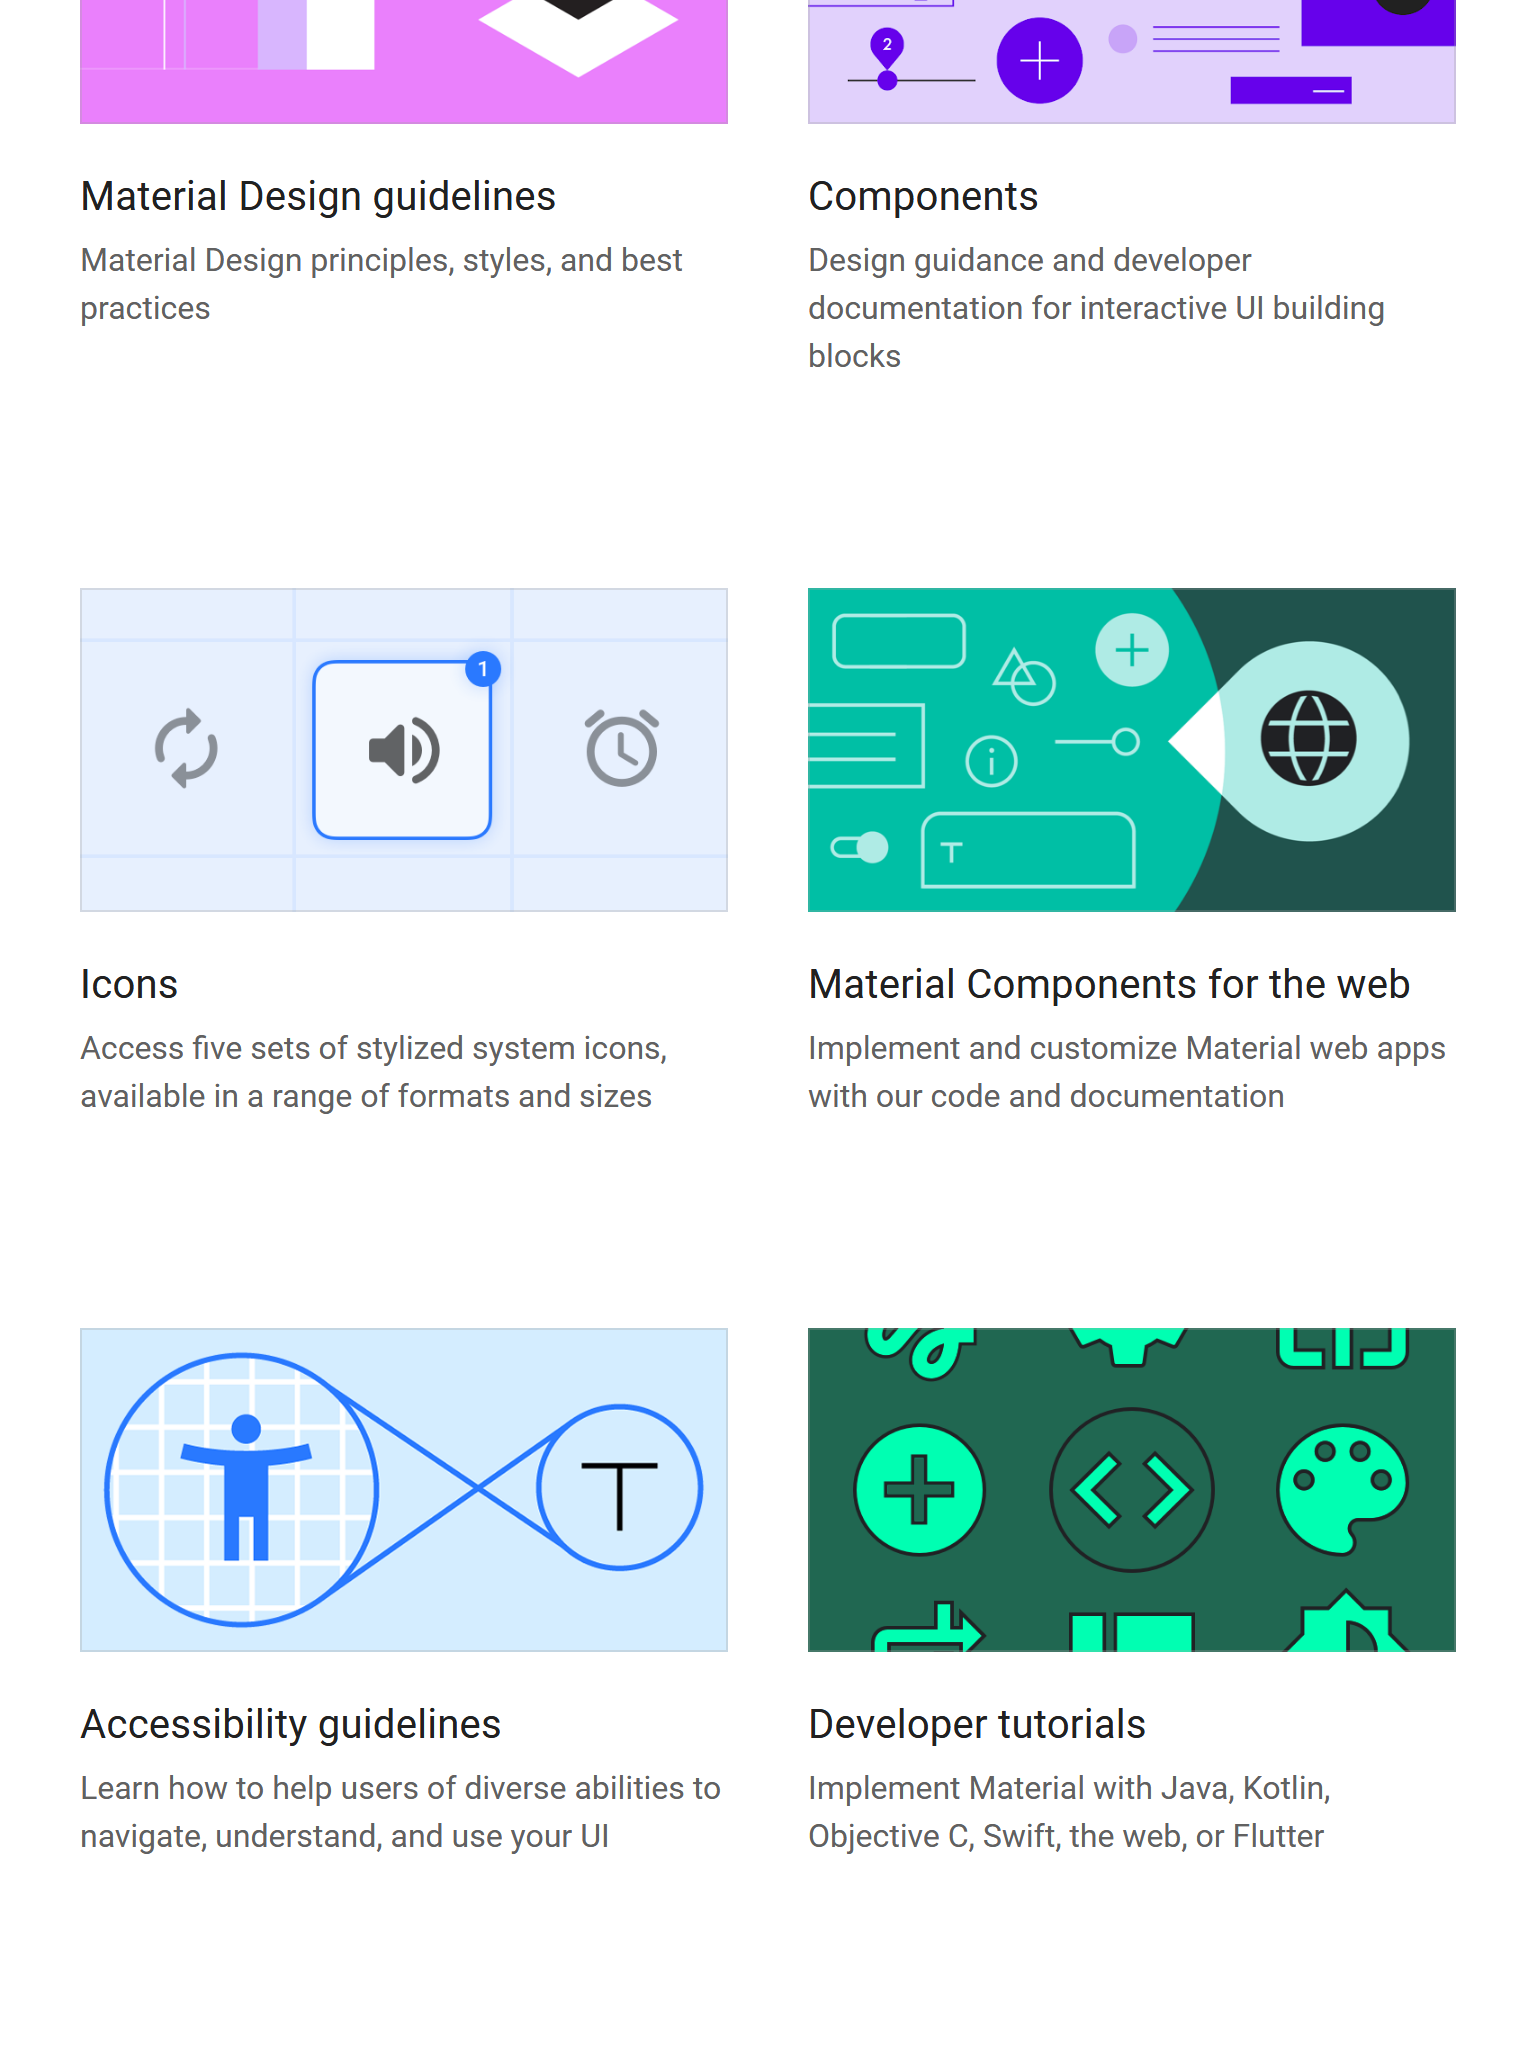 2
Material Design guidelines
Material Design principles, styles, and best
practices
Components
Design guidance and developer
documentation for interactive UI building
blocks
1
Icons
Access five sets of stylized system icons,
available in a range of formats and sizes
i
T
Material Components for the web
Implement and customize Material web apps
with our code and documentation
T
Accessibility guidelines
Learn how to help users of diverse abilities to
navigate, understand, and use your UI
Developer tutorials
Implement Material with Java, Kotlin,
Objective C, Swift, the web, or Flutter